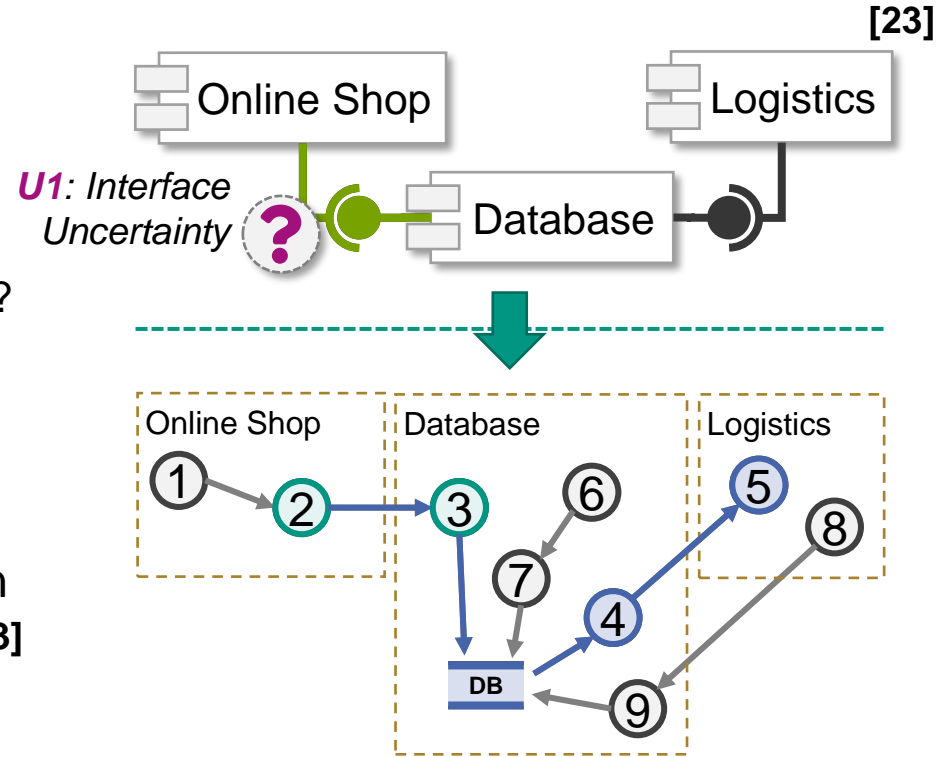 [23]
Online Shop
Logistics
U1: Interface
Uncertainty
?
Database
?
Online Shop
Database
Logistics
1
2
3
6
5
8
7
4
n
3]
DB
9